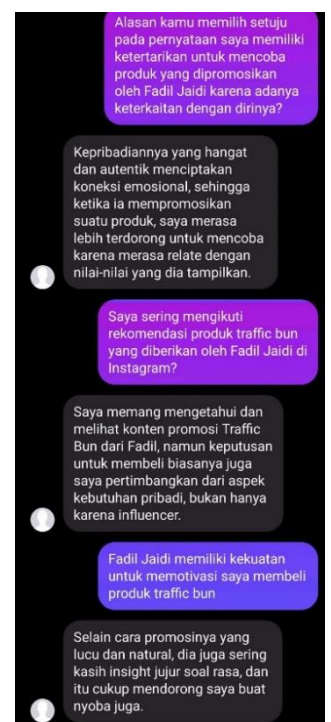 Alasan kamu memilih setuju
pada pernyataan saya memiliki
ketertarikan untuk mencoba
produk yang dipromosikan
oleh Fadil Jaidi karena adanya
keterkaitan dengan dirinya?
Kepribadiannya yang hangat
dan autentik menciptakan
koneksi emosional, sehingga
ketika ia mempromosikan
suatu produk, saya merasa
lebih terdorong untuk mencoba
karena merasa relate dengan
nilai-nilai yang dia tampilkan.
Saya sering mengikuti
rekomendasi produk traffic bun
yang diberikan oleh Fadil Jaidi di
Instagram?
Saya memang mengetahui dan
melihat konten promosi Traffic
Bun dari Fadil, namun keputusan
untuk membeli biasanya juga
saya pertimbangkan dari aspek
kebutuhan pribadi, bukan hanya
karena influencer.
Fadil Jaidi memiliki kekuatan
untuk memotivasi saya membeli
produk traffic bun
Selain cara promosinya yang
lucu dan natural, dia juga sering
kasih insight jujur soal rasa, dan
itu cukup mendorong saya buat
nyoba juga.